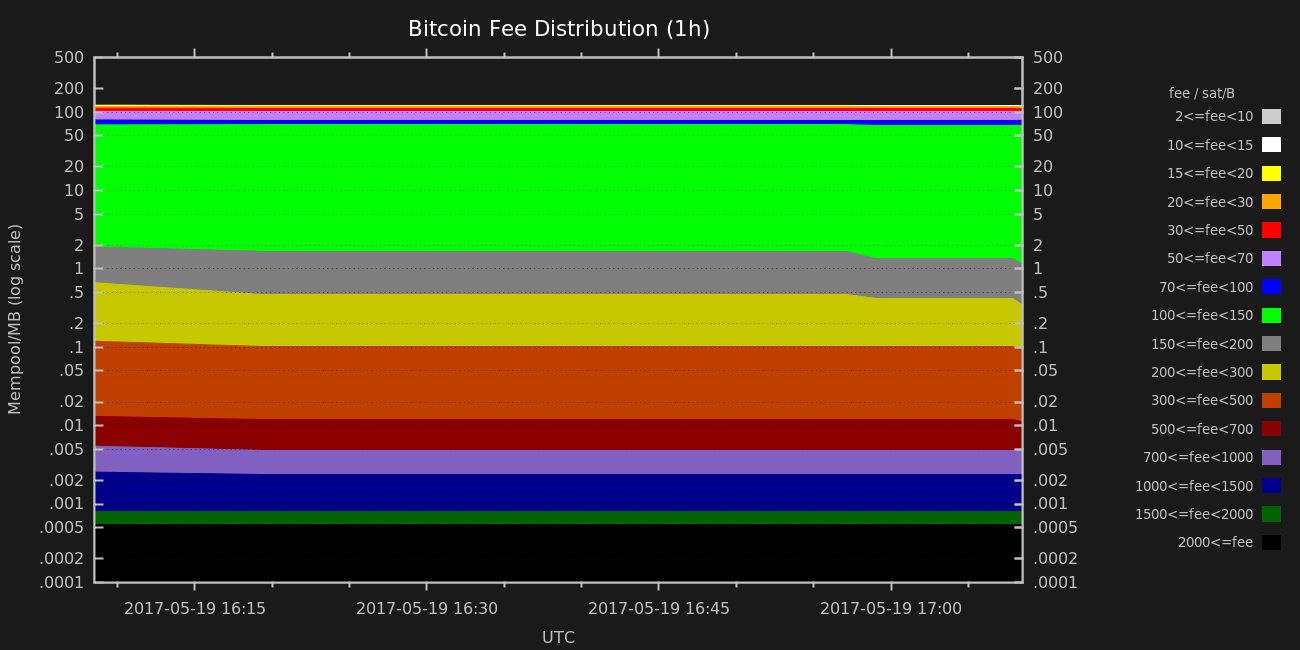 Bitcoin Fee Distribution (1h)
500
200
100
50
20
10
5
2
1
.5
.2
.1
.05
.02
.01
.005
.002
.001
.0005
.0002
.0001
Mempool/MB (log scale)
500
200
100
50
20
10
5
2
1
.5
.2
.1
.05
.02
.01
.005
.002
.001
.0005
.0002
.0001
2017-05-19 16:15
2017-05-19 16:30
2017-05-19 16:45
2017-05-19 17:00
UTC
fee / sat/B
2<=fee<10
10<=fee<15
15<=fee<20
20<=fee<30
30<=fee<50
50<=fee<70
70<=fee<100
100<=fee<150
150<=fee<200
200<=fee<300
300<=fee<500
500<=fee<700
700<=fee<1000
1000<=fee<1500
1500<=fee<2000
2000<=fee